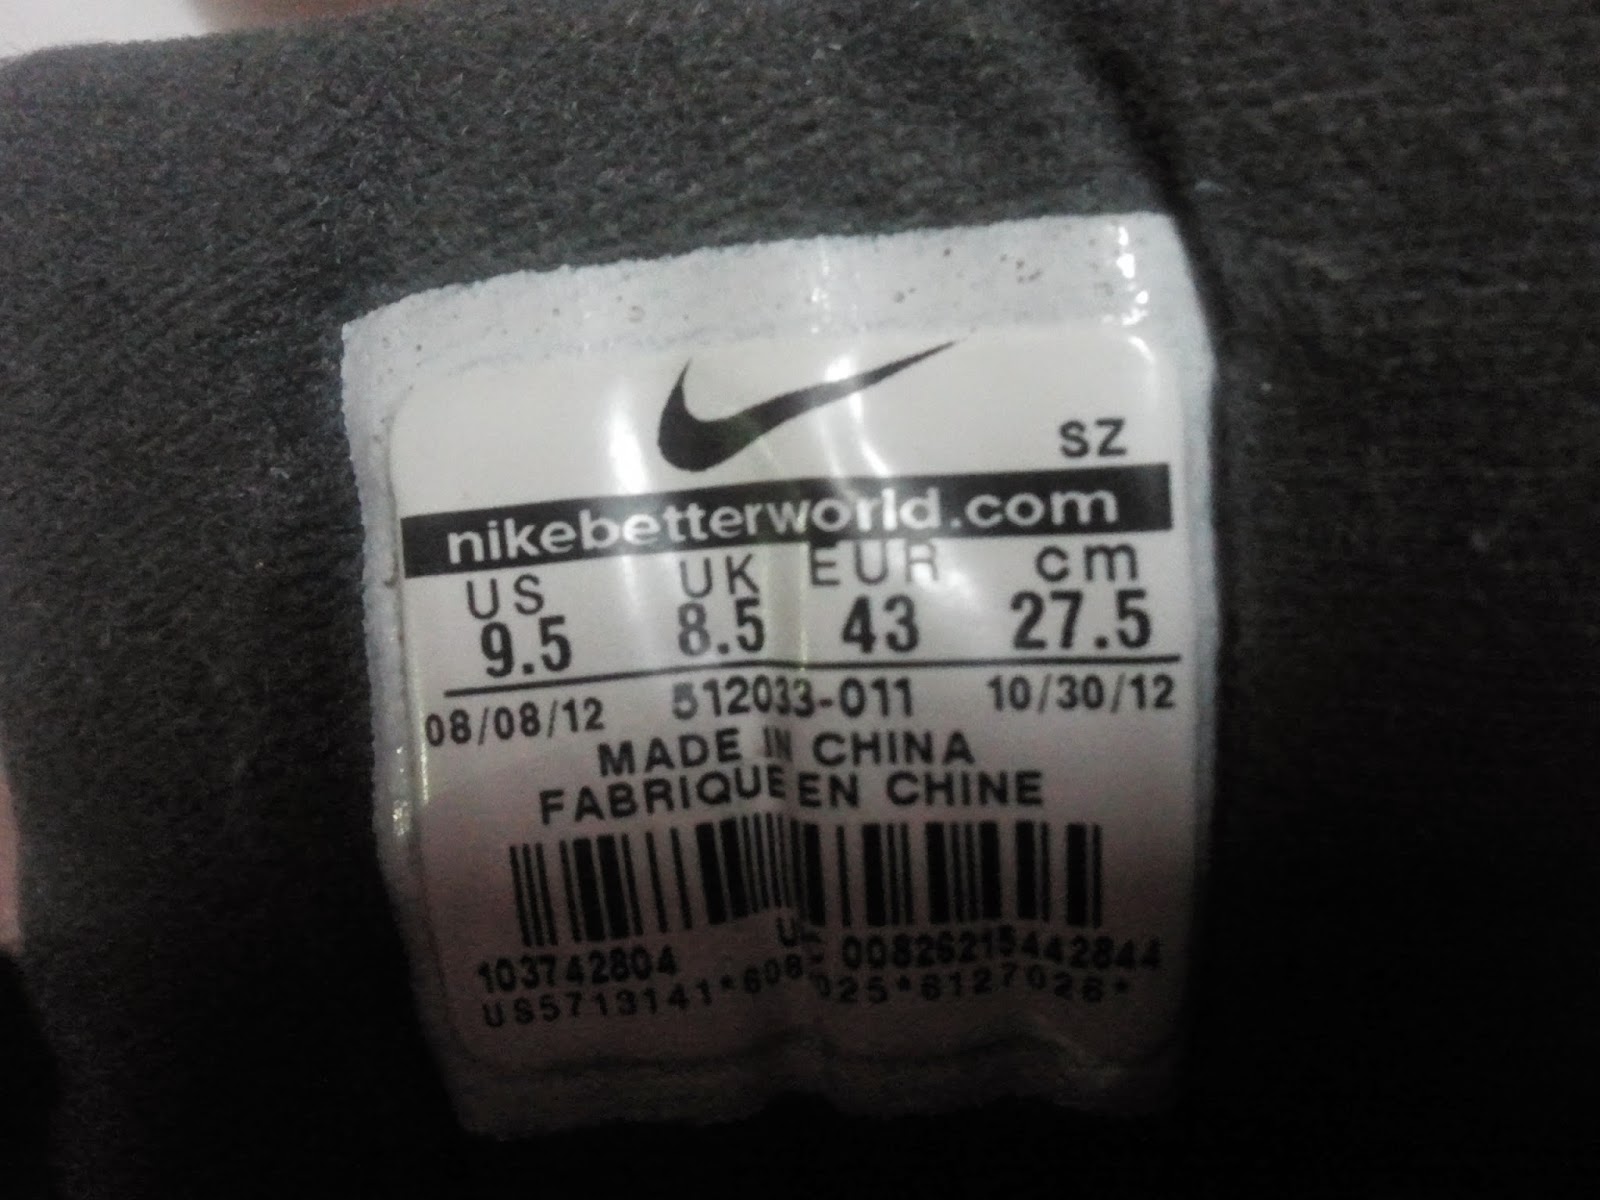 SZ
nikebetterworld.com
US UK EUR cm
9.5 8.5 43 27.5
08/08/12 512033-011 10/30/12
MADE IN CHINA
FABRIQUE EN CHINE
103742804 00826215442844